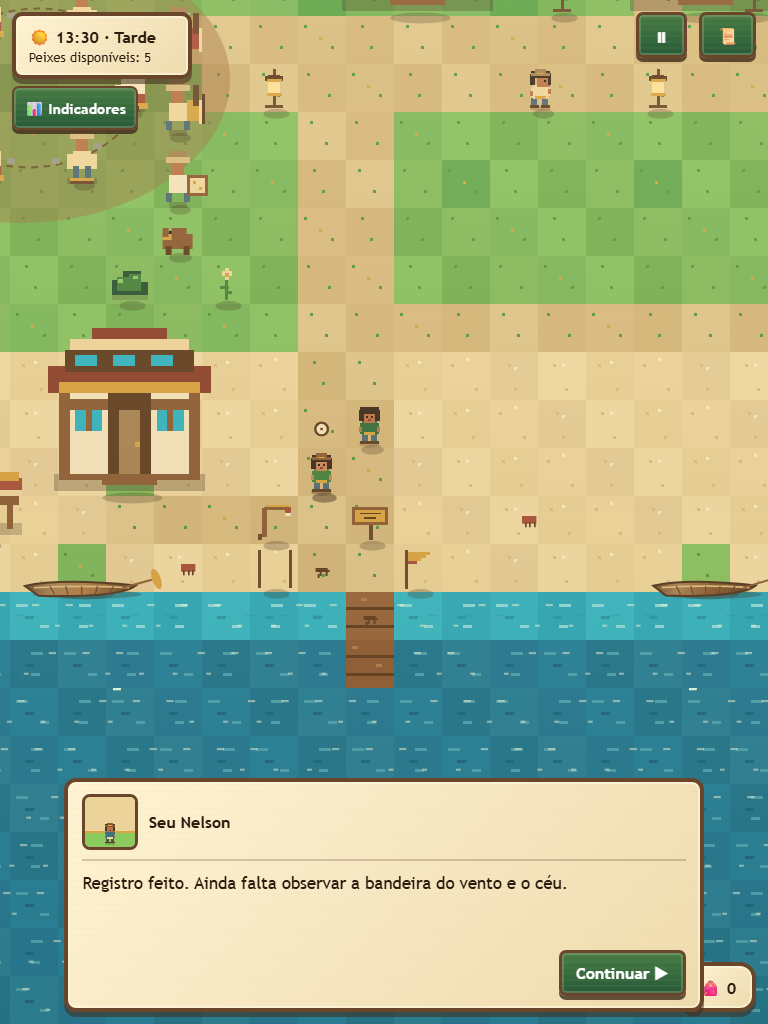 13:30 · Tarde
Peixes disponíveis: 5
Indicadores
Seu Nelson
Registro feito. Ainda falta observar a bandeira do vento e o céu.
Continuar ▶
0